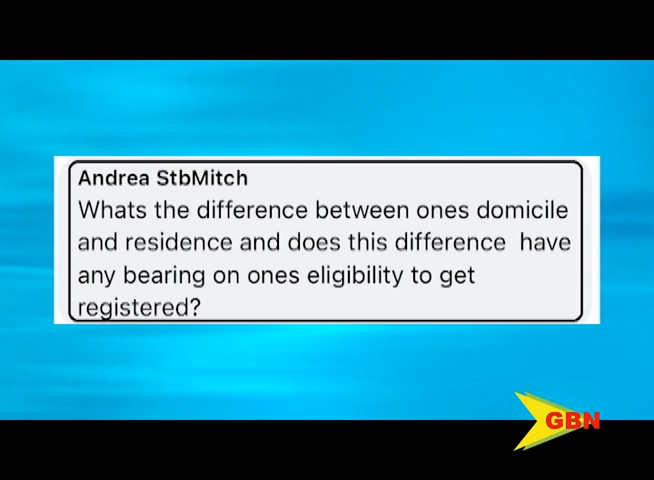 Andrea StbMitch
Whats the difference between ones domicile
and residence and does this difference have
any bearing on ones eligibility to get
registered?
GBN